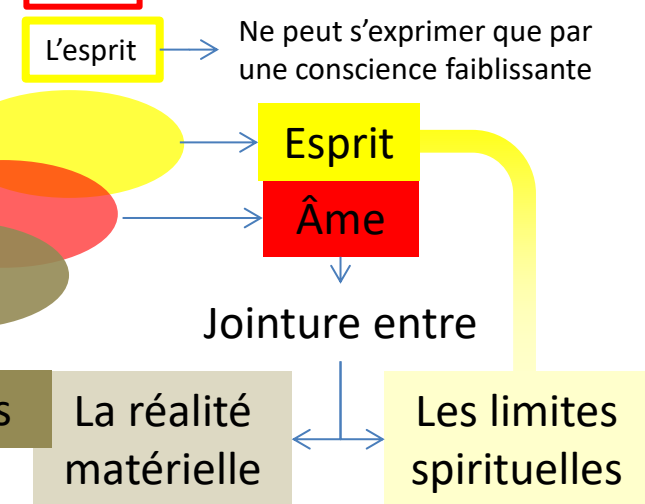 L’esprit
Ne peut s’exprimer que par
une conscience faiblissante
Esprit
Âme
Jointure entre
s
La réalité
matérielle
Les limites
spirituelles